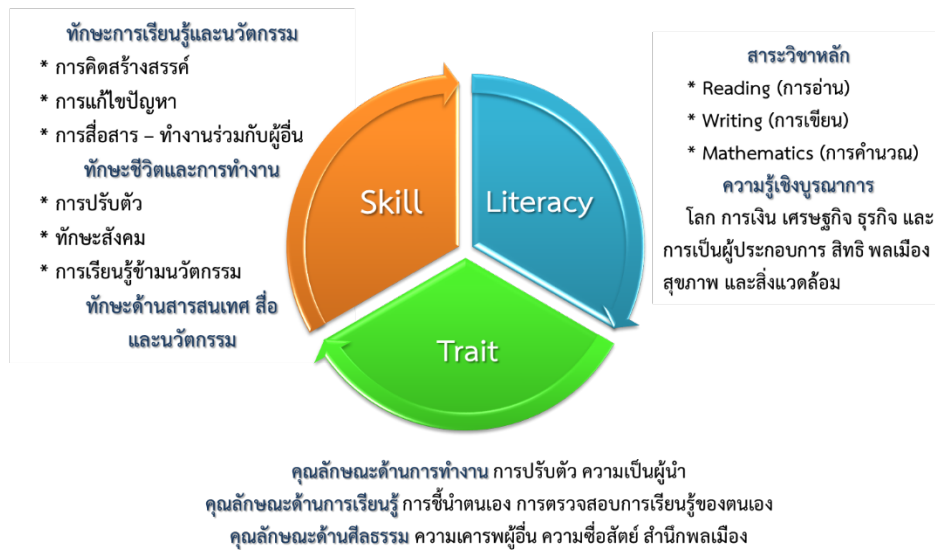 ทักษะการเรียนรู้และนวัตกรรม
* การคิดสร้างสรรค์
* การแก้ไขปัญหา
* การสื่อสาร – ทำงานร่วมกับผู้อื่น
ทักษะชีวิตและการทำงาน
* การปรับตัว
* ทักษะสังคม
* การเรียนรู้ข้ามนวัตกรรม
ทักษะด้านสารสนเทศ สื่อ
และนวัตกรรม
Skill
Literacy
Trait
สาระวิชาหลัก
* Reading (การอ่าน)
* Writing (การเขียน)
* Mathematics (การคำนวณ)
ความรู้เชิงบูรณาการ
โลก การเงิน เศรษฐกิจ ธุรกิจ และ
การเป็นผู้ประกอบการ สิทธิ พลเมือง
สุขภาพ และสิ่งแวดล้อม
คุณลักษณะด้านการทำงาน การปรับตัว ความเป็นผู้นำ
คุณลักษณะด้านการเรียนรู้ การชี้นำตนเอง การตรวจสอบการเรียนรู้ของตนเอง
คุณลักษณะด้านศีลธรรม ความเคารพผู้อื่น ความซื่อสัตย์ สำนึกพลเมือง